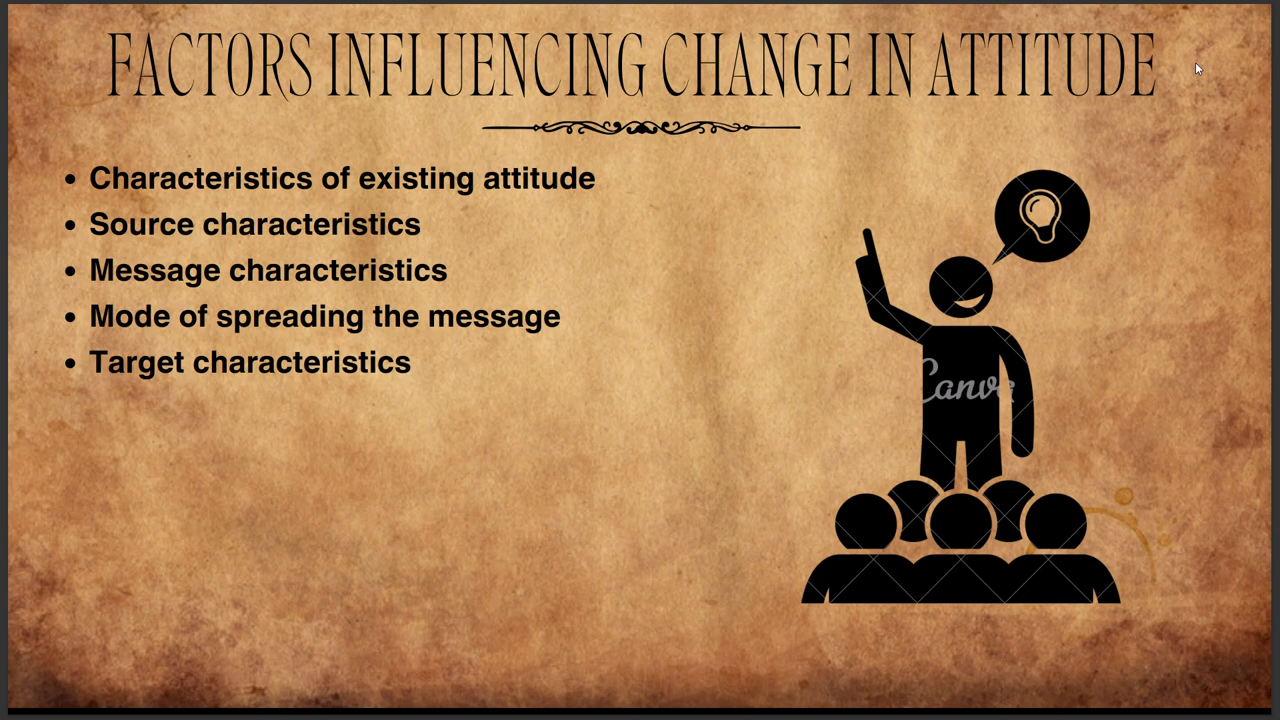 FACTORS INFLUENCING CHANGE IN ATTITUDE
• Characteristics of existing attitude
• Source characteristics
• Message characteristics
• Mode of spreading the message
• Target characteristics
Canva